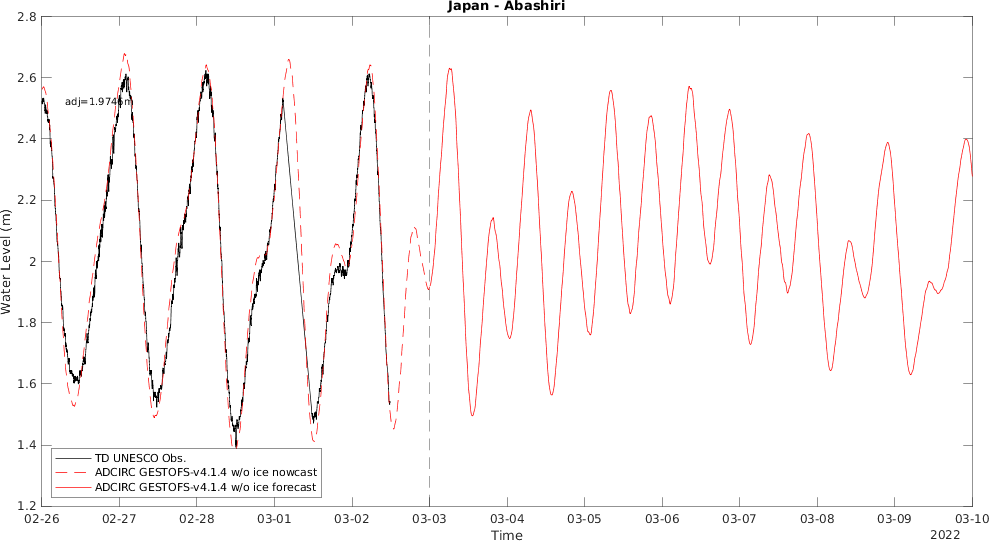 Japan - Abashiri
Water Level (m)
2.8
2.6
2.4
2.2
2
1.8
1.6
1.4
1.2
adj=1.9746m
TD UNESCO Obs.
ADCIRC GESTOFS-v4.1.4 w/o ice nowcast
ADCIRC GESTOFS-v4.1.4 w/o ice forecast
02-26 02-27 02-28 03-01 03-02 03-03 03-04 03-05 03-06 03-07 03-08 03-09 03-10
Time
2022